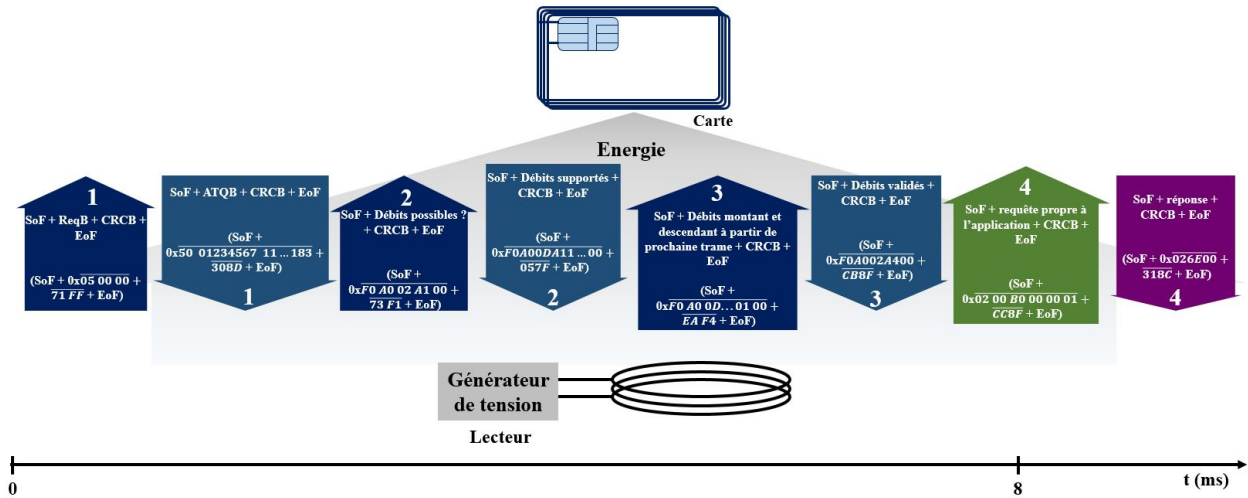 Carte
Energie
1
SoF + ReqB + CRCB +
EoF
(SoF + 0x05 00 00 +
71 FF + EoF)
SoF + ATQB + CRCB + EoF
(SoF +
0x50 01234567 11 ...183 +
308D + EoF)
1
2
SoF + Débits possibles ?
+ CRCB + EoF
(SoF +
0xF0 A0 02 A1 00 +
73 F1 + EoF)
SoF + Débits supportés +
CRCB + EoF
(SoF +
0xF0A00DA11 ... 00 +
057F + EoF)
2
3
SoF + Débits montant et
descendant à partir de
prochaine trame + CRCB +
EoF
(SoF +
0xF0 A0 0D... 01 00 +
EA F4 + EoF)
SoF + Débits validés +
CRCB + EoF
(SoF +
0xF0A002A400 +
CB8F + EoF)
3
4
SoF + requête propre à
l'application + CRCB +
EoF
(SoF +
0x02 00 B0 00 00 01 +
CC8F + EoF)
SoF + réponse +
CRCB + EoF
(SoF + 0x026E00 +
318C + EoF)
4
Générateur
de tension
Lecteur
0
8
t (ms)